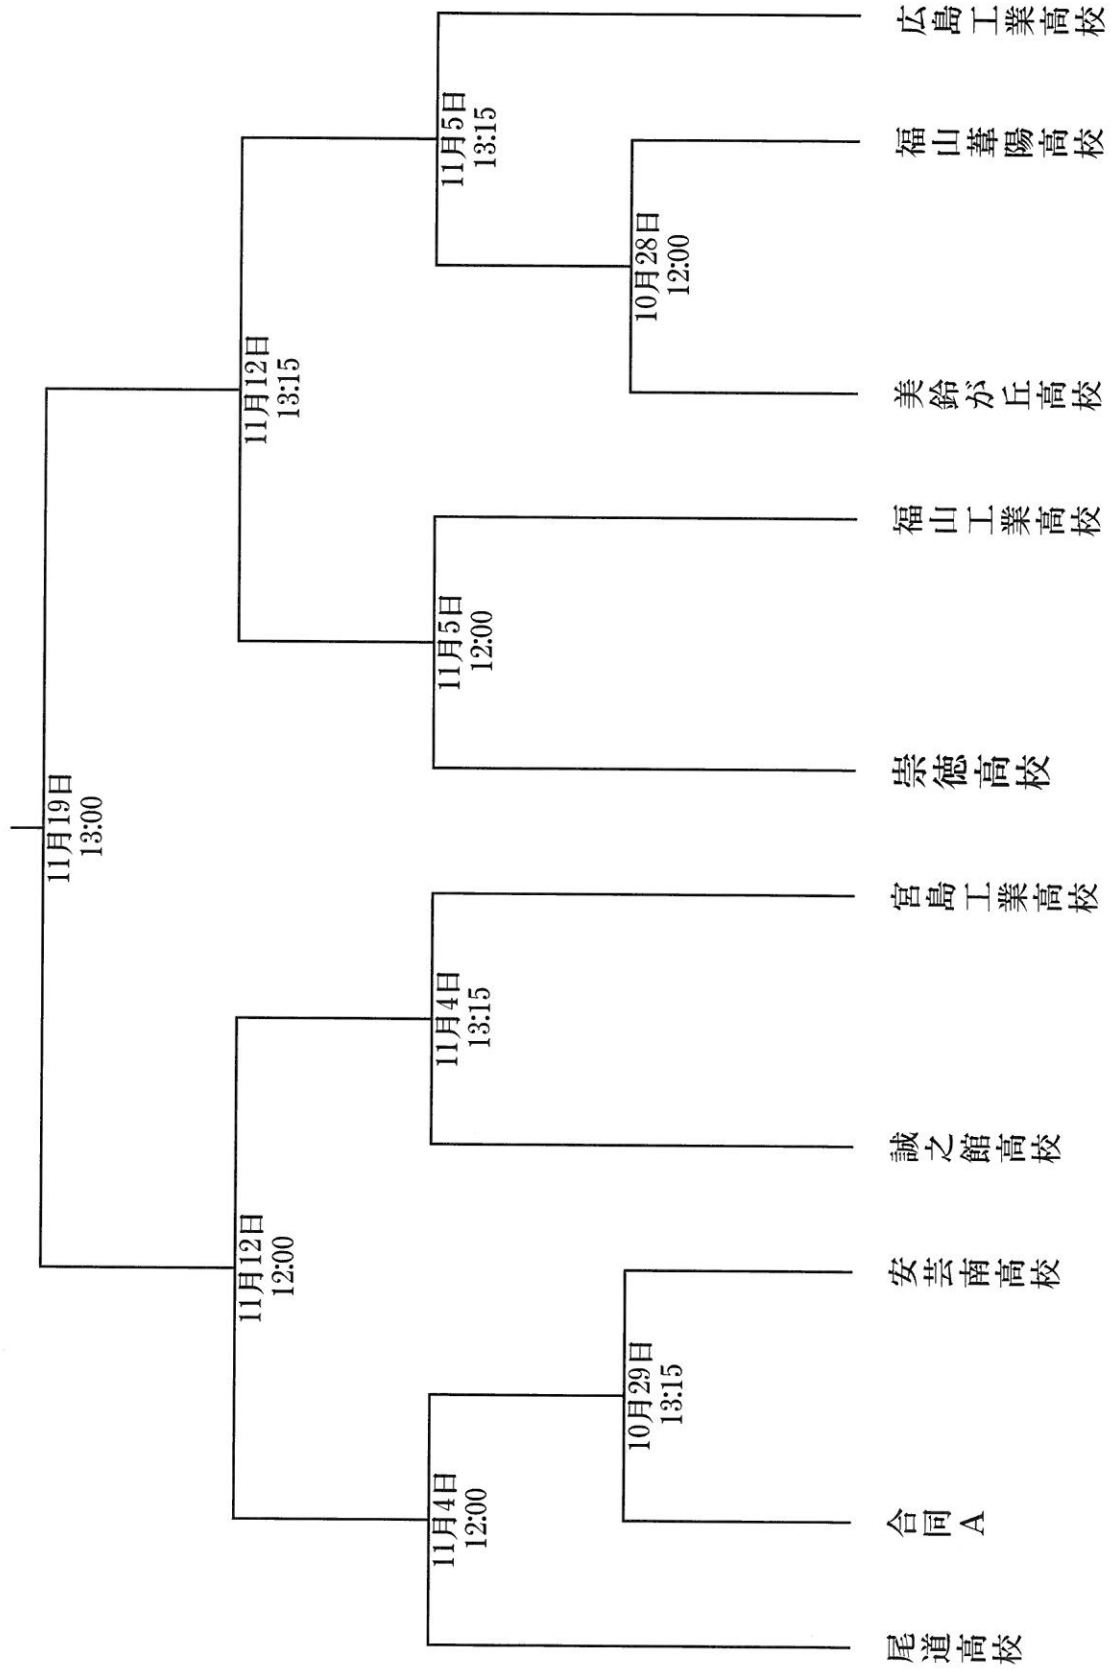 11月19日
13:00
11月12日
12:00
11月12日
13:15
11月4日
12:00
11月4日
13:15
11月5日
12:00
11月5日
13:15
10月29日
13:15
10月28日
12:00
尾道高校
合同A
安芸南高校
誠之館高校
宮島工業高校
崇徳高校
福山工業高校
美鈴が丘高校
福山葦陽高校
広島工業高校